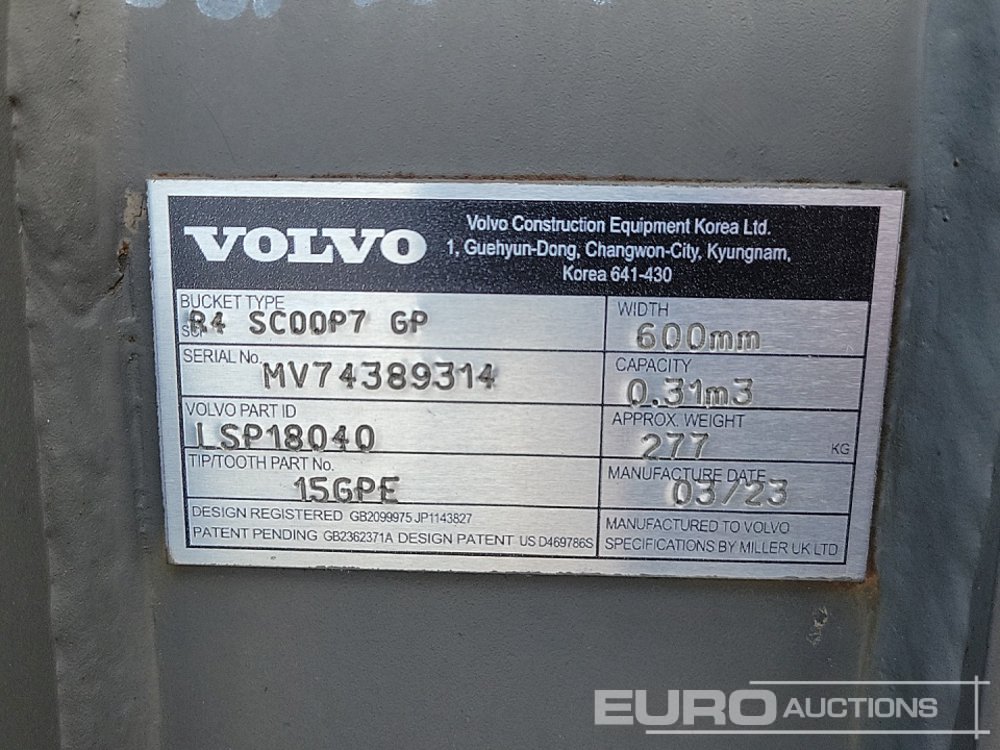 VOLVO
Volvo Construction Equipment Korea Ltd.
1, Guehyun-Dong, Changwon-City, Kyungnam,
Korea 641-430
BUCKET TYPE
R4 SCOOP7 GP
SERIAL No.
MV74389314
VOLVO PART ID
LSP18040
TIP/TOOTH PART No.
15GPE
DESIGN REGISTERED GB2099975 JP1143827
PATENT PENDING GB2362371A DESIGN PATENT US D469786S
WIDTH
600mm
CAPACITY
0.31m3
APPROX. WEIGHT
277 KG
MANUFACTURE DATE
03/23
MANUFACTURED TO VOLVO
SPECIFICATIONS BY MILLER UK LTD
EURO AUCTIONS